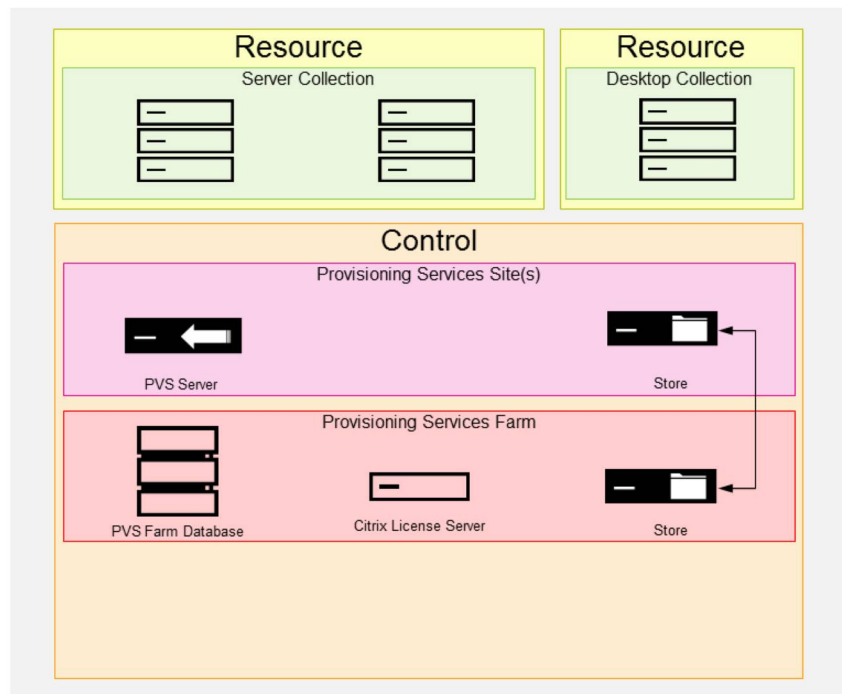 Resource
Server Collection
Resource
Desktop Collection
Control
Provisioning Services Site(s)
PVS Server
Store
Provisioning Services Farm
PVS Farm Database
Citrix License Server
Store